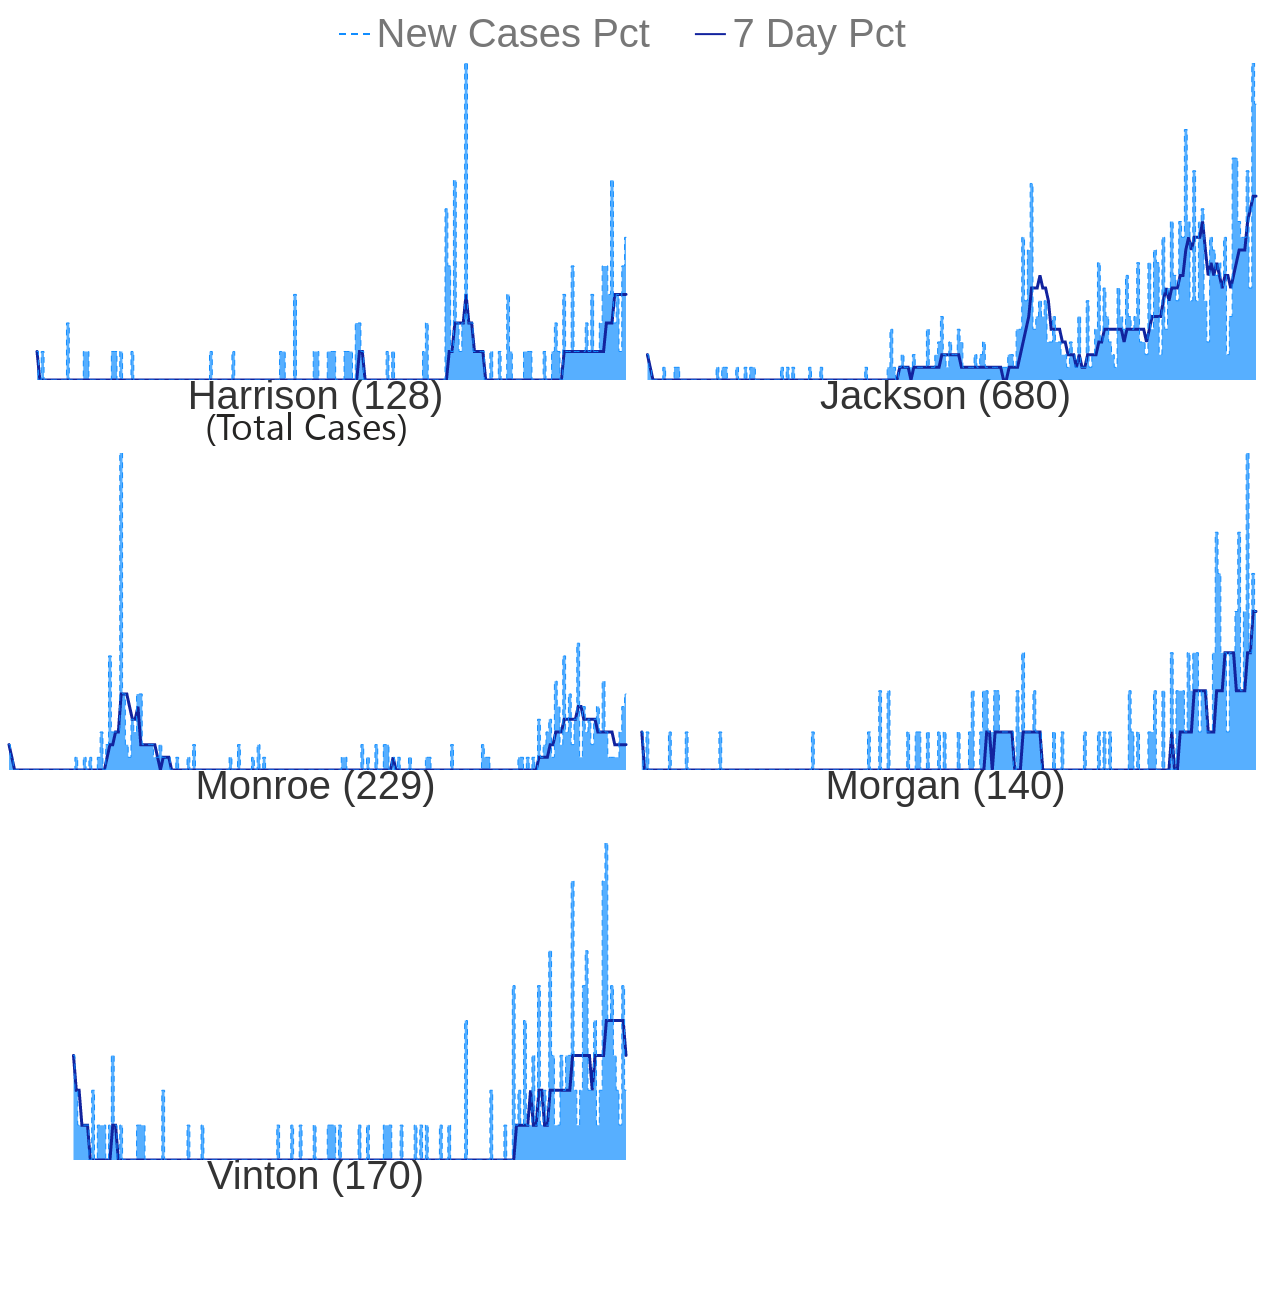 New Cases Pct 7 Day Pct
Harrison (128)
(Total Cases)
Jackson (680)
Monroe (229)
Morgan (140)
Vinton (170)